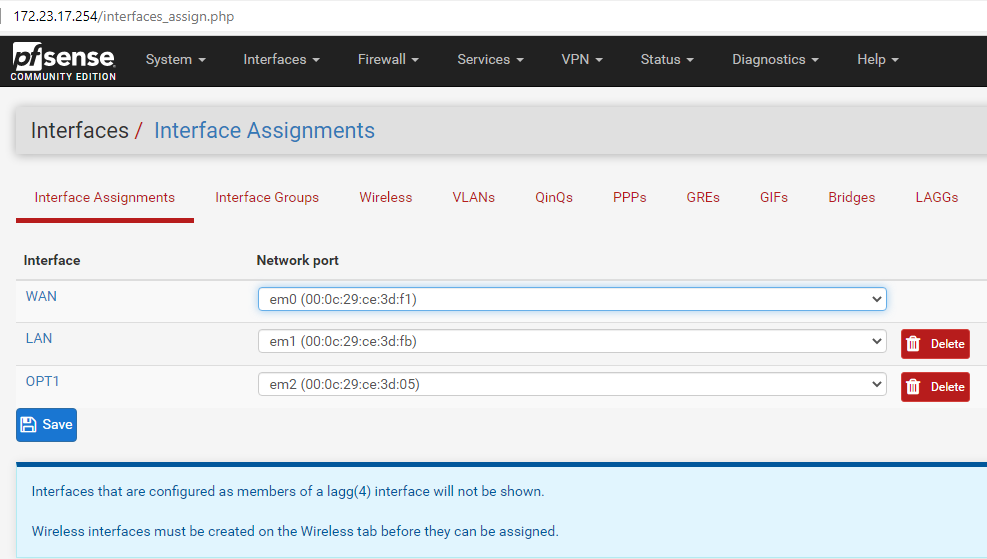 172.23.17.254/interfaces_assign.php
pfsense System Interfaces Firewall Services VPN Status Diagnostics Help
COMMUNITY EDITION
Interfaces / Interface Assignments
Interface Assignments Interface Groups Wireless VLANs QinQs PPPs GREs GIFs Bridges LAGGs
Interface Network port
WAN em0 (00:0c:29:ce:3d:f1)
LAN em1 (00:0c:29:ce:3d:fb) Delete
OPT1 em2 (00:0c:29:ce:3d:05) Delete
Save
Interfaces that are configured as members of a lagg(4) interface will not be shown.
Wireless interfaces must be created on the Wireless tab before they can be assigned.